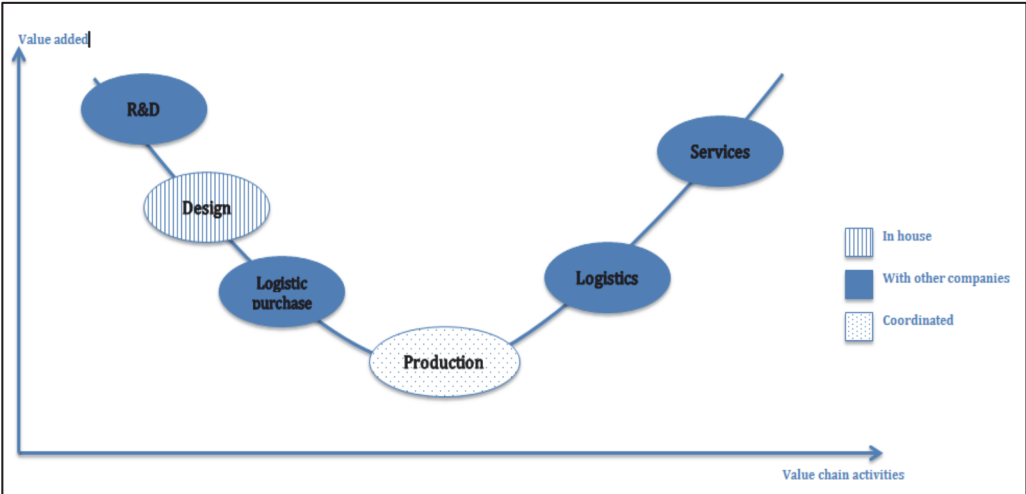 Value added
R&D
Services
Design
In house
Logistic
purchase
Logistics
With other companies
Coordinated
Production
Value chain activities